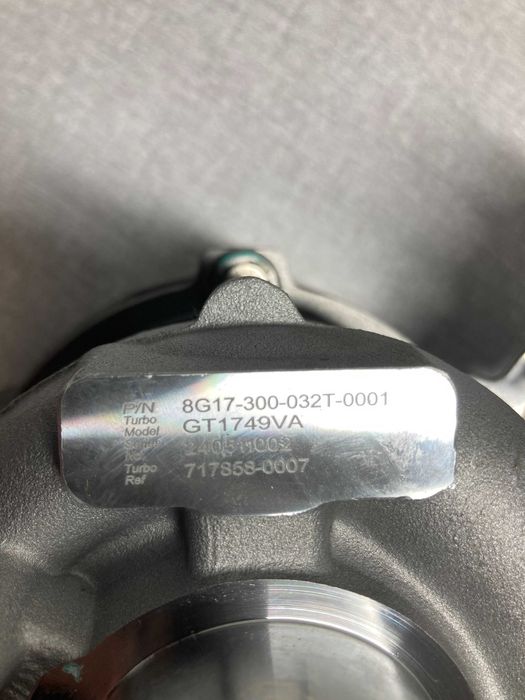 P/N 8G17-300-032T-0001
Turbo Model GT1749VA
Turbo Ref 717858-0007